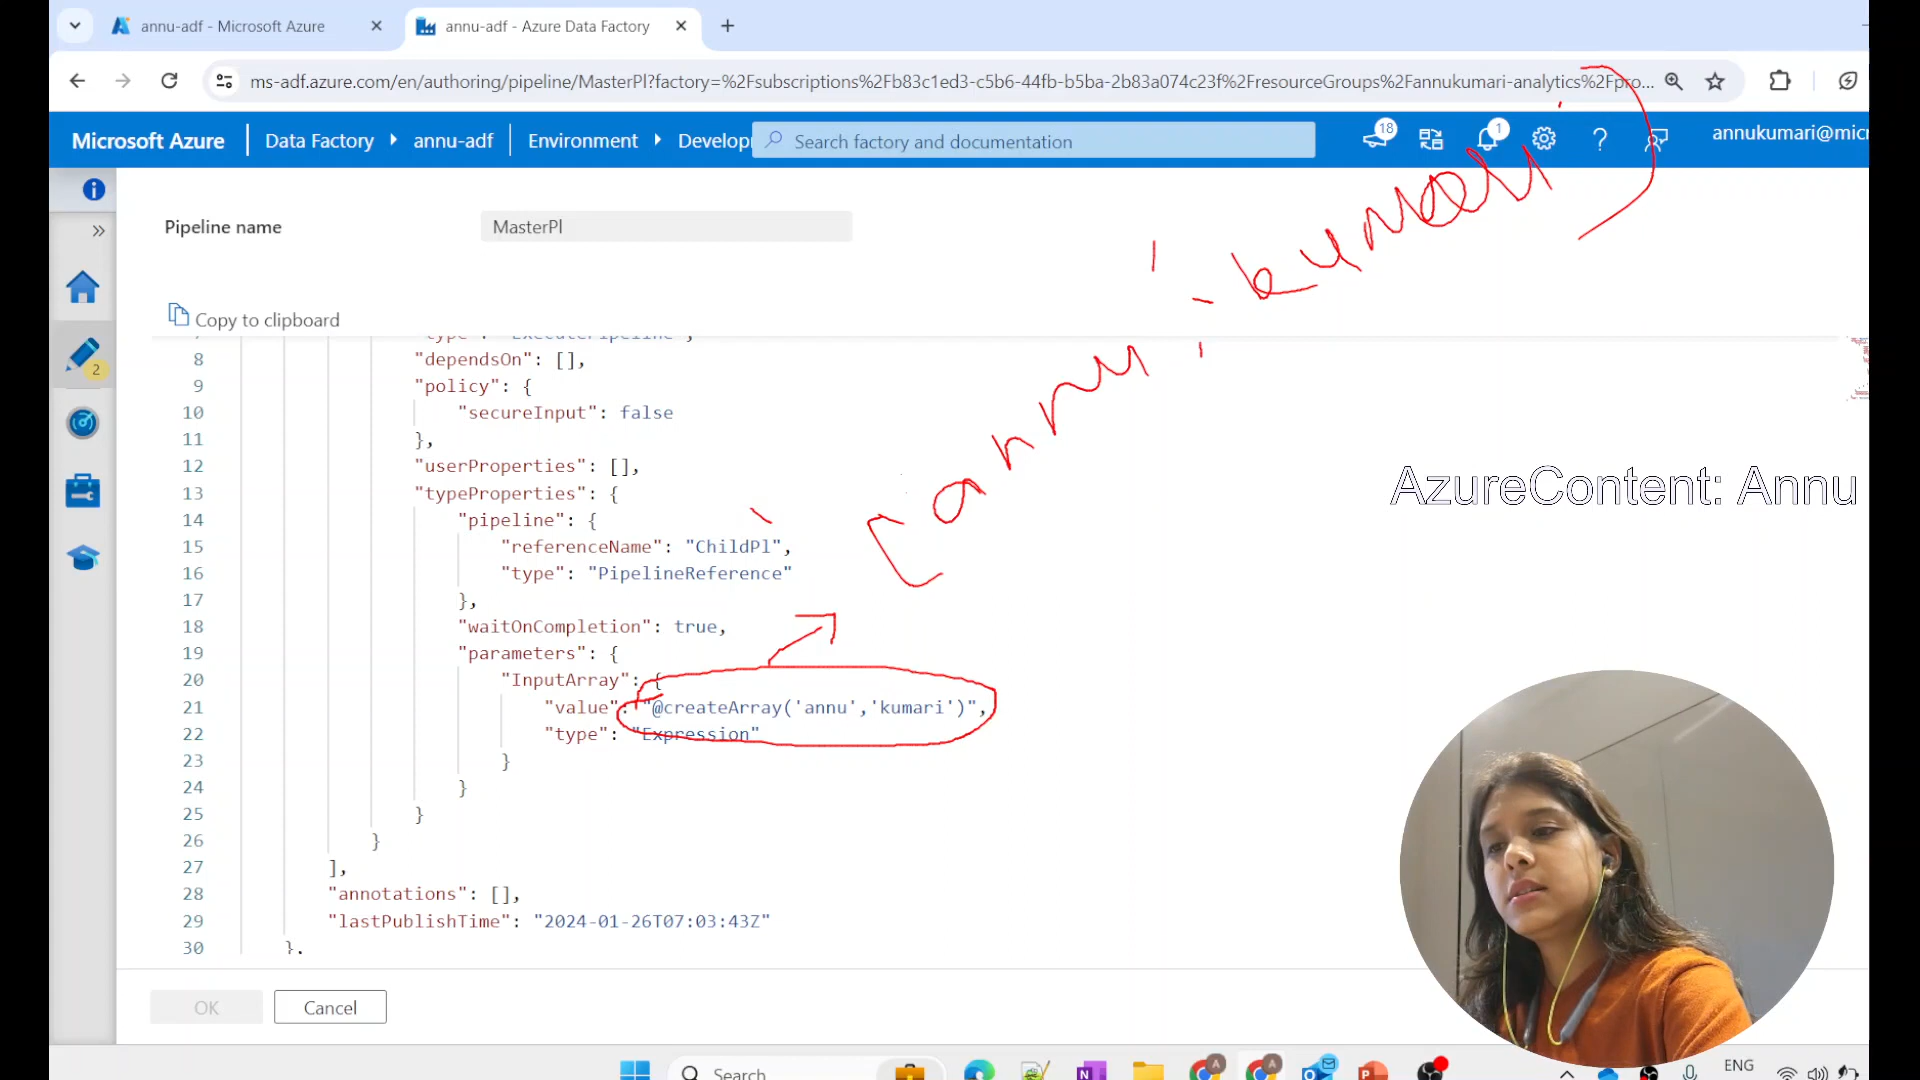 annu-adf - Microsoft Azure
annu-adf - Azure Data Factory
ms-adf.azure.com/en/authoring/pipeline/MasterPl?factory=%2Fsubscriptions%2Fb83c1ed3-c5b6-44fb-b5ba-2b83a074c23f%2FresourceGroups%2Fannukumari-analytics%2Fpro...
Microsoft Azure
Data Factory
annu-adf
Environment
Develop
Search factory and documentation
18
1
annukumari@mic
Pipeline name
MasterPl
Copy to clipboard
2
"type": "ExecutePipeline",
8 "dependsOn": [],
9 "policy": {
10 "secureInput": false
11 },
12 "userProperties": [],
13 "typeProperties": {
14 "pipeline": {
15 "referenceName": "ChildPl",
16 "type": "PipelineReference"
17 },
18 "waitOnCompletion": true,
19 "parameters": {
20 "InputArray": {
21 "value": "@createArray('annu','kumari')",
22 "type": "Expression"
23 }
24 }
25 }
26 }
27 ],
28 "annotations": [],
29 "lastPublishTime": "2024-01-26T07:03:43Z"
30 },
[annu, kumari]
AzureContent: Annu
OK
Cancel
Search
ENG